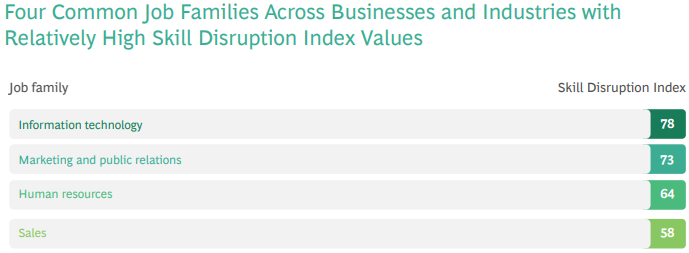 Four Common Job Families Across Businesses and Industries with
Relatively High Skill Disruption Index Values
Job family Skill Disruption Index
Information technology 78
Marketing and public relations 73
Human resources 64
Sales 58